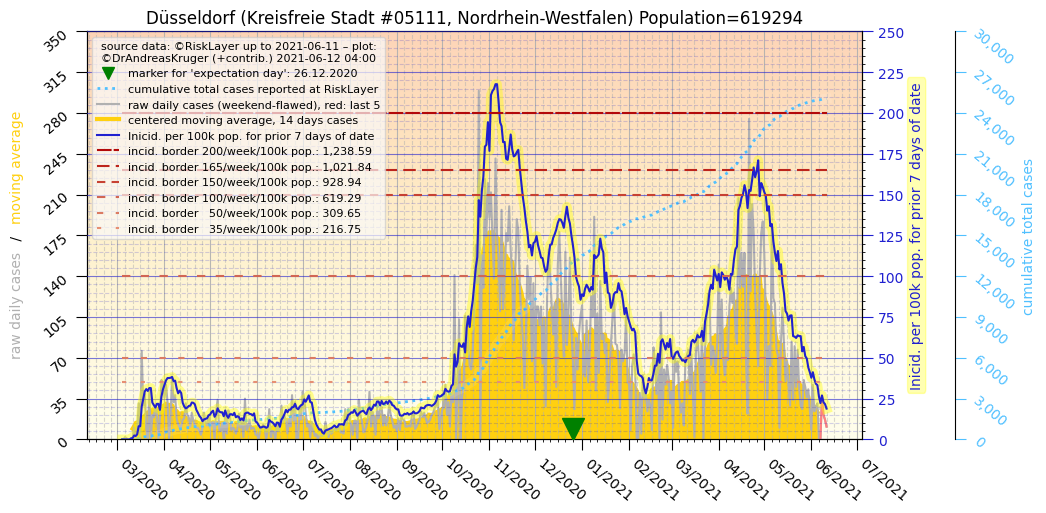 Düsseldorf (Kreisfreie Stadt #05111, Nordrhein-Westfalen) Population=619294
source data: ©RiskLayer up to 2021-06-11 – plot:
©DrAndreasKruger (+contrib.) 2021-06-12 04:00
marker for 'expectation day': 26.12.2020
cumulative total cases reported at RiskLayer
raw daily cases (weekend-flawed), red: last 5
centered moving average, 14 days cases
Inicid. per 100k pop. for prior 7 days of date
incid. border 200/week/100k pop.: 1,238.59
incid. border 165/week/100k pop.: 1,021.84
incid. border 150/week/100k pop.: 928.94
incid. border 100/week/100k pop.: 619.29
incid. border   50/week/100k pop.: 309.65
incid. border   35/week/100k pop.: 216.75
raw daily cases / moving average
350
315
280
245
210
175
140
105
70
35
0
03/2020
04/2020
05/2020
06/2020
07/2020
08/2020
09/2020
10/2020
11/2020
12/2020
01/2021
02/2021
03/2021
04/2021
05/2021
06/2021
07/2021
250
225
200
175
150
125
100
75
50
25
0
Inicid. per 100k pop. for prior 7 days of date
30,000
27,000
24,000
21,000
18,000
15,000
12,000
9,000
6,000
3,000
0
cumulative total cases